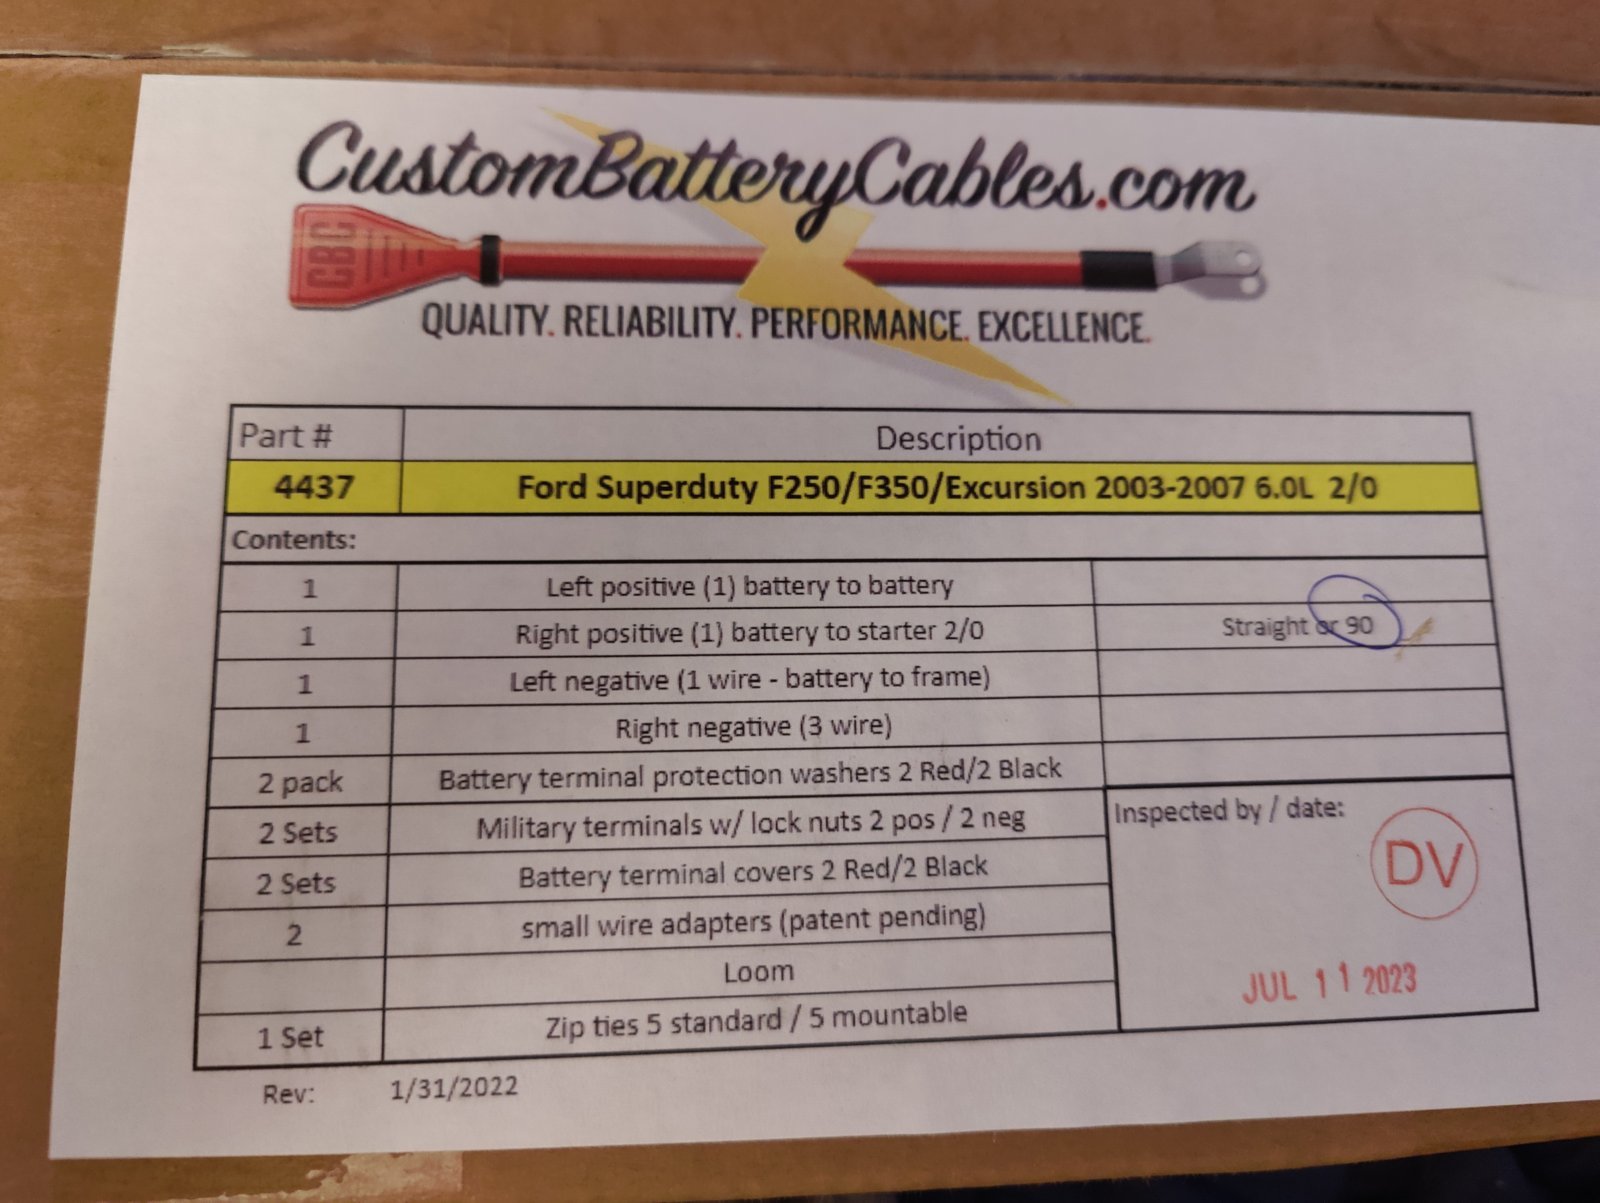 CustomBatteryCables.com
CBC
QUALITY. RELIABILITY. PERFORMANCE. EXCELLENCE.
Part # Description
4437 Ford Superduty F250/F350/Excursion 2003-2007 6.0L 2/0
Contents:
1 Left positive (1) battery to battery
1 Right positive (1) battery to starter 2/0 Straight or 90
1 Left negative (1 wire - battery to frame)
1 Right negative (3 wire)
2 pack Battery terminal protection washers 2 Red/2 Black
2 Sets Military terminals w/ lock nuts 2 pos / 2 neg
Inspected by / date:
2 Sets Battery terminal covers 2 Red/2 Black
DV
2 small wire adapters (patent pending)
Loom
JUL 11 2023
1 Set Zip ties 5 standard / 5 mountable
Rev: 1/31/2022